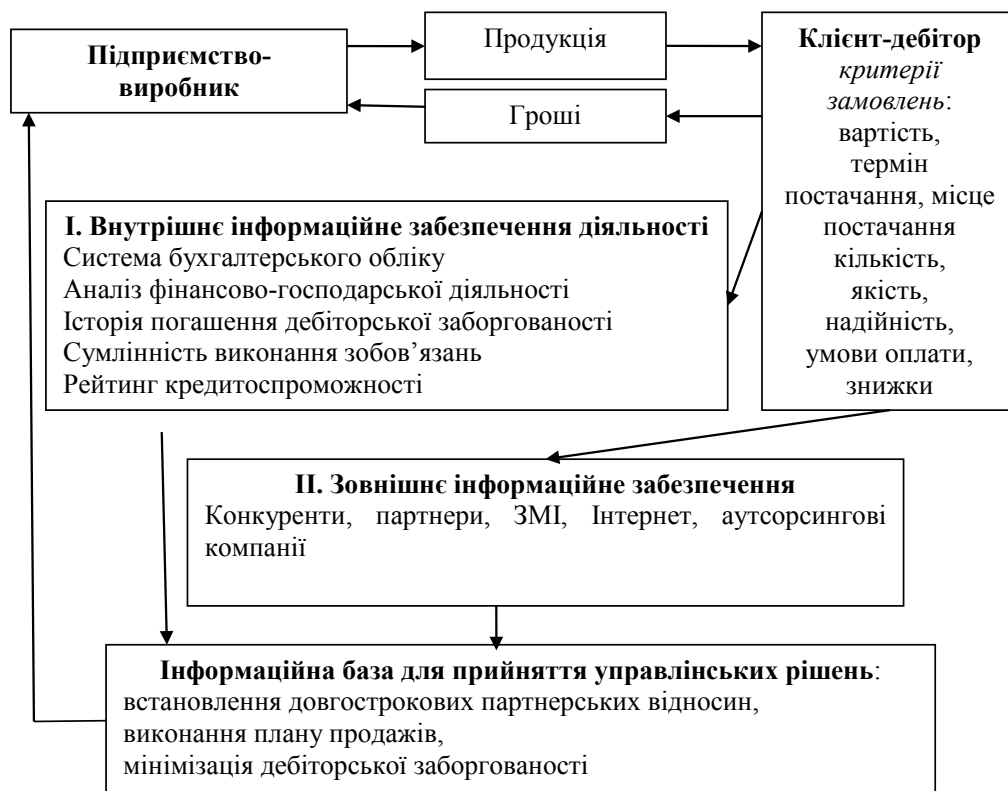 Підприємство-
виробник
Продукція
Гроші
Клієнт-дебітор
критерії
замовлень:
вартість,
термін
постачання, місце
постачання
кількість,
якість,
надійність,
умови оплати,
знижки
І. Внутрішнє інформаційне забезпечення діяльності
Система бухгалтерського обліку
Аналіз фінансово-господарської діяльності
Історія погашення дебіторської заборгованості
Сумлінність виконання зобов’язань
Рейтинг кредитоспроможності
ІІ. Зовнішнє інформаційне забезпечення
Конкуренти, партнери, ЗМІ, Інтернет, аутсорсингові
компанії
Інформаційна база для прийняття управлінських рішень:
встановлення довгострокових партнерських відносин,
виконання плану продажів,
мінімізація дебіторської заборгованості